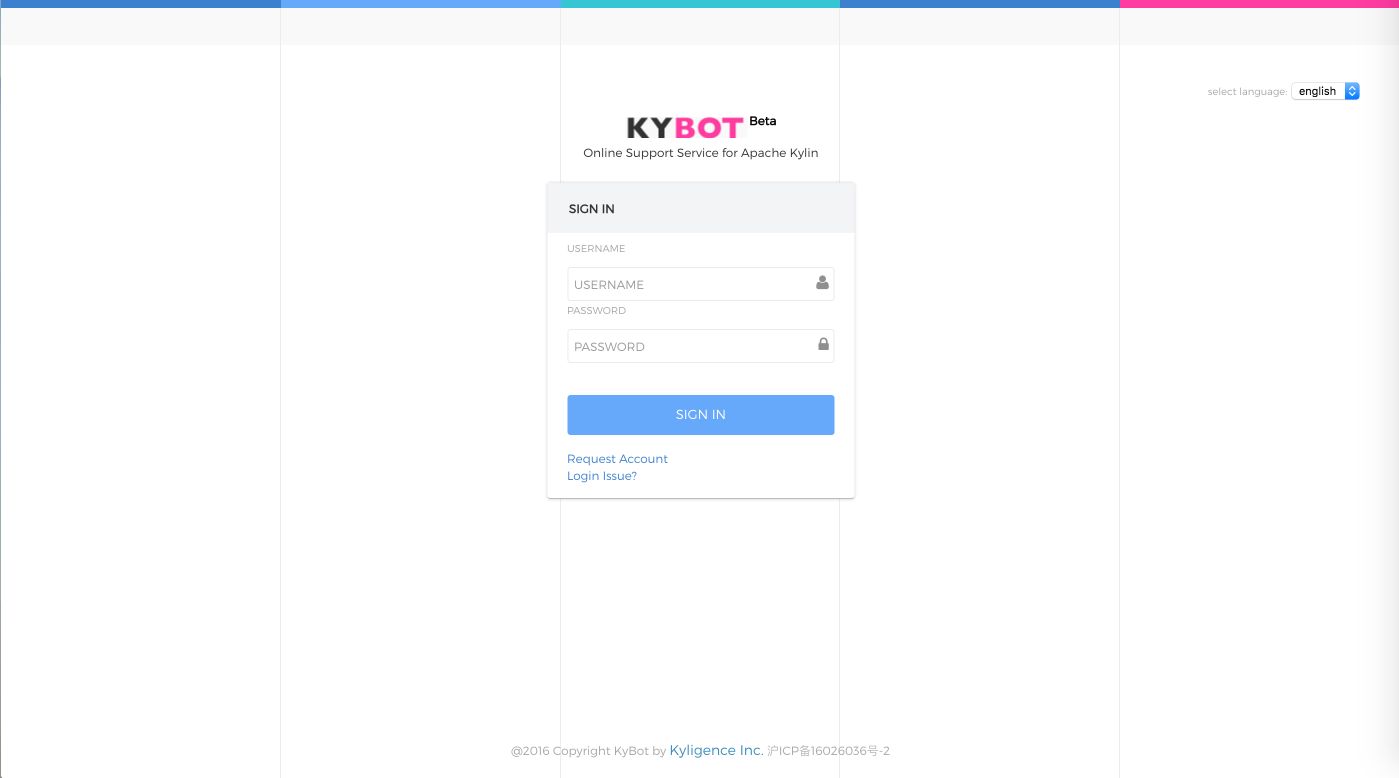 select language: english
KYBOT Beta
Online Support Service for Apache Kylin
SIGN IN
USERNAME
USERNAME
PASSWORD
PASSWORD
SIGN IN
Request Account
Login Issue?
@2016 Copyright KyBot by Kyligence Inc. 沪ICP备16026036号-2